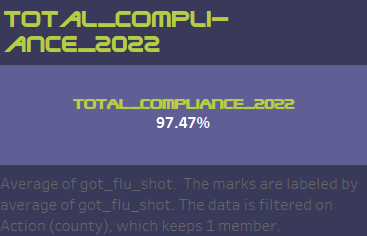 TOTAL_COMPLI-
ANCE_2022
TOTAL_COMPLIANCE_2022
97.47%
Average of got_flu_shot. The marks are labeled by
average of got_flu_shot. The data is filtered on
Action (county), which keeps 1 member.